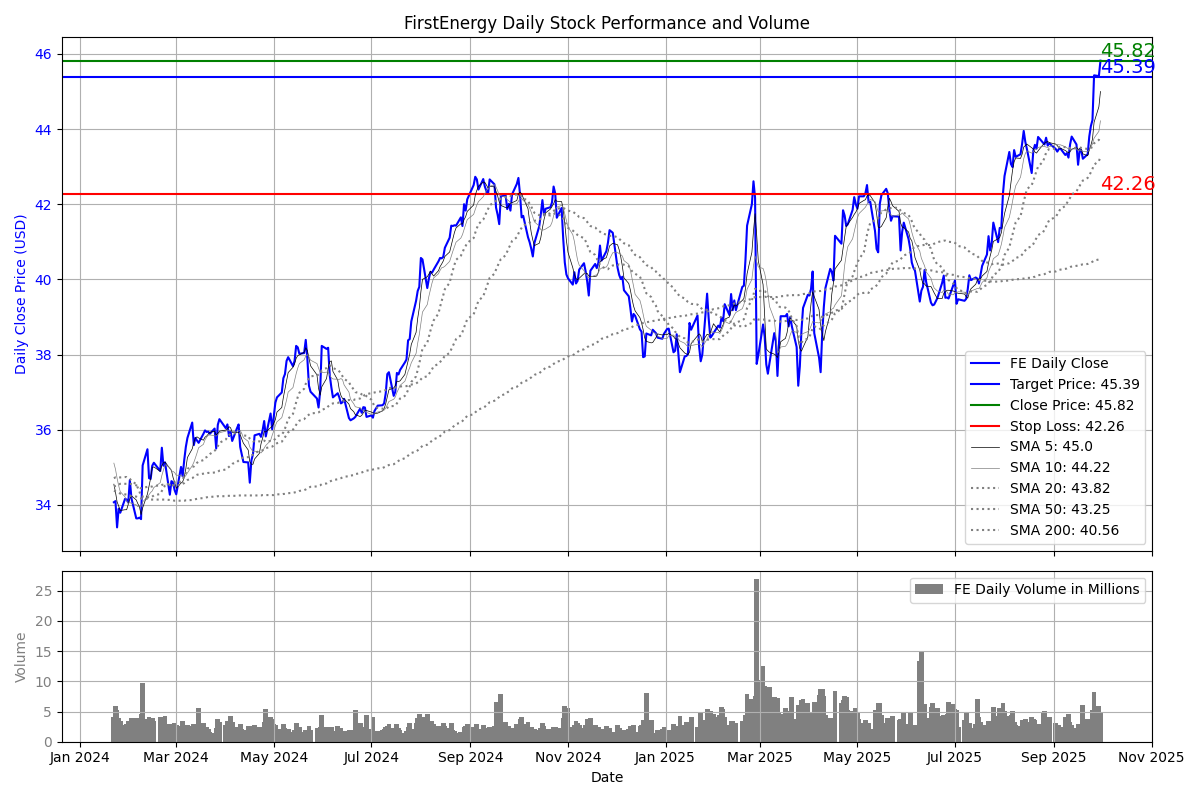 FirstEnergy Daily Stock Performance and Volume
46
44
42
40
38
36
34
Daily Close Price (USD)
45.82
45.39
42.26
FE Daily Close
Target Price: 45.39
Close Price: 45.82
Stop Loss: 42.26
SMA 5: 45.0
SMA 10: 44.22
SMA 20: 43.82
SMA 50: 43.25
SMA 200: 40.56
25
20
15
10
5
0
Volume
FE Daily Volume in Millions
Jan 2024 Mar 2024 May 2024 Jul 2024 Sep 2024 Nov 2024 Jan 2025 Mar 2025 May 2025 Jul 2025 Sep 2025 Nov 2025
Date